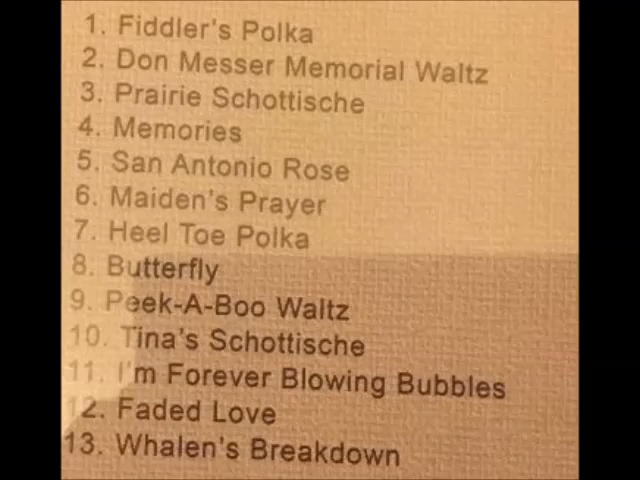 1. Fiddler's Polka
2. Don Messer Memorial Waltz
3. Prairie Schottische
4. Memories
5. San Antonio Rose
6. Maiden's Prayer
7. Heel Toe Polka
8. Butterfly
9. Peek-A-Boo Waltz
10. Tina's Schottische
11. I'm Forever Blowing Bubbles
12. Faded Love
13. Whalen's Breakdown